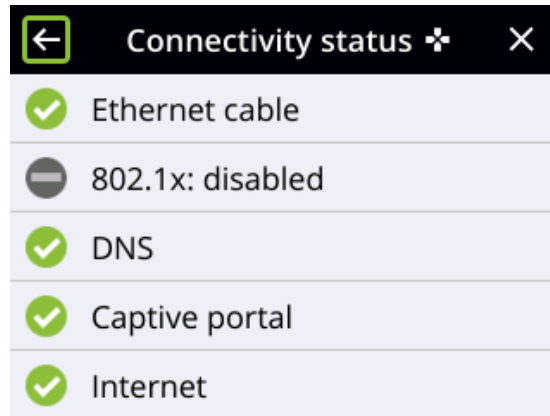 Connectivity status
Ethernet cable
802.1x: disabled
DNS
Captive portal
Internet